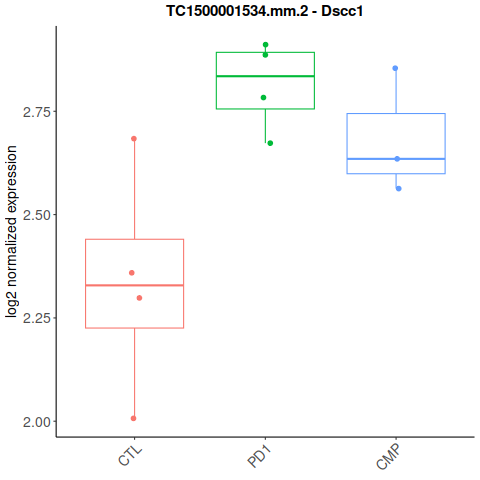 TC1500001534.mm.2 - Dscc1
log2 normalized expression
2.75
2.50
2.25
2.00
CTL
PD1
CMP